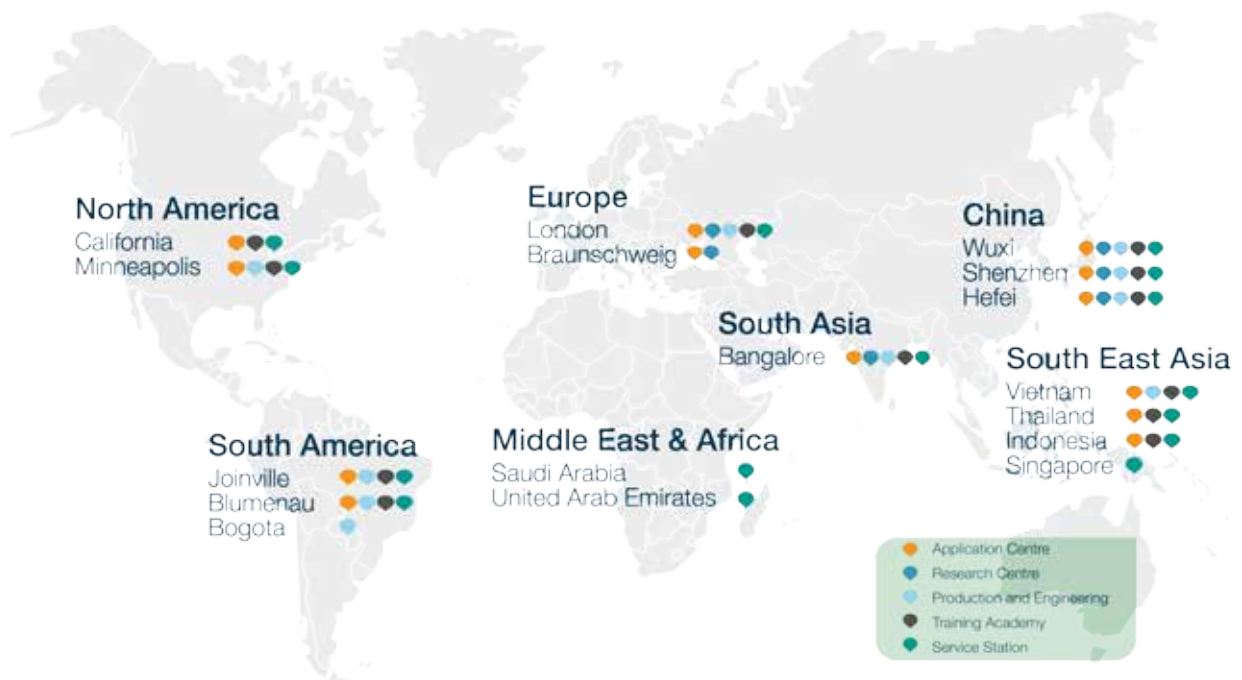 North America
California
Minneapolis
South America
Joinville
Blumenau
Bogota
Europe
London
Braunschweig
Middle East & Africa
Saudi Arabia
United Arab Emirates
South Asia
Bangalore
China
Wuxi
Shenzhen
Hefei
South East Asia
Vietnam
Thailand
Indonesia
Singapore
Application Centre
Research Centre
Production and Engineering
Training Academy
Service Station